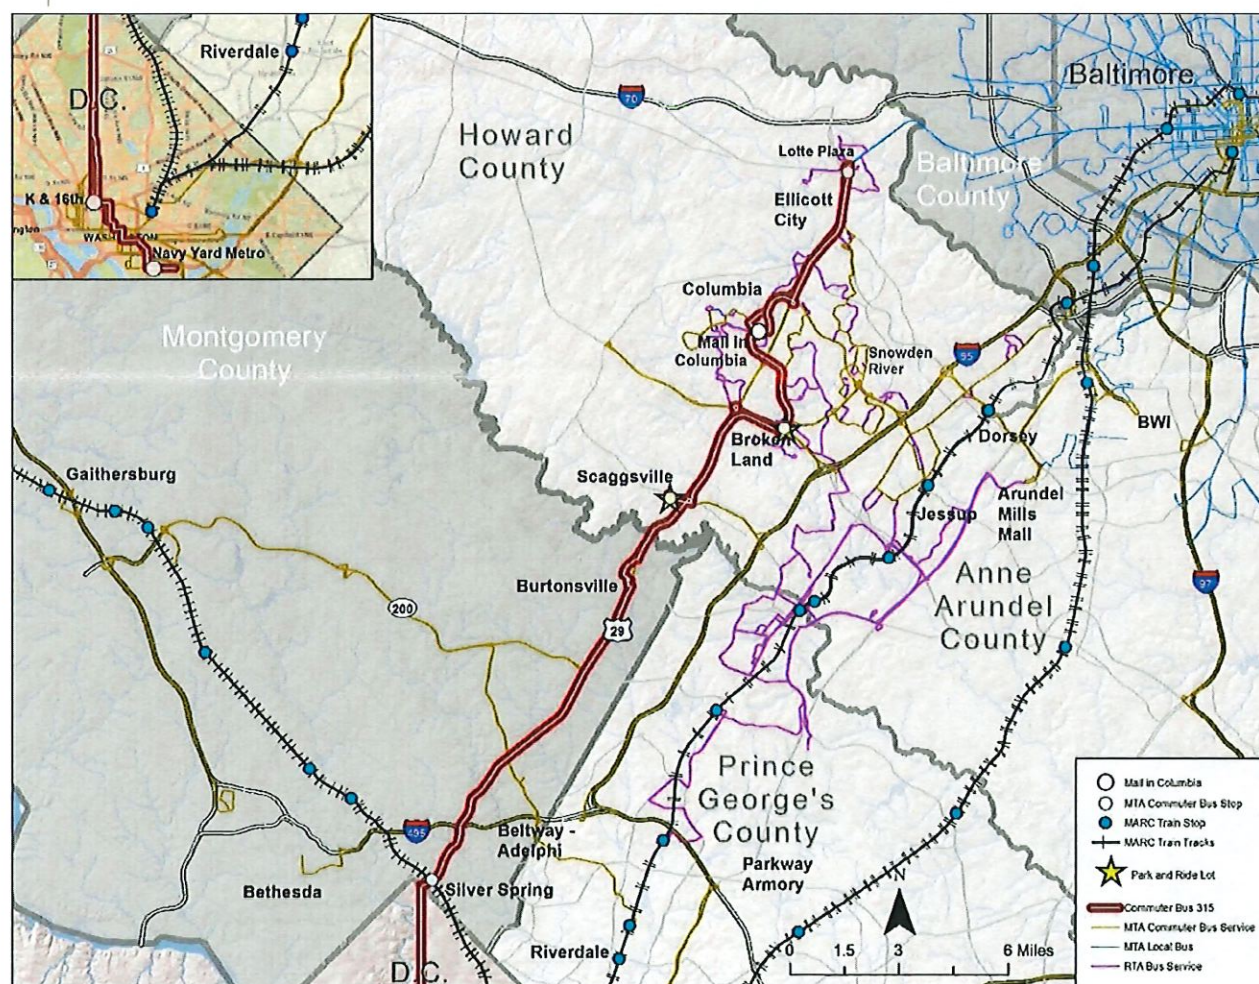 Riverdale
D.C.
K & 16th
WASHINGTON
Navy Yard Metro
70
Baltimore
Howard
County
Lotte Plaza
Baltimore
County
Ellicott
City
Columbia
Mall in
Columbia
Montgomery
County
Snowden
River
95
BWI
Broken
Land
Dorsey
Gaithersburg
Scaggsville
Arundel
Mills
Mall
Jessup
Burtonsville
Anne
Arundel
County
97
200
29
Prince
George's
County
495
Beltway -
Adelphi
Parkway
Armory
Bethesda
Silver Spring
Riverdale
D.C.
N
0 1.5 3 6 Miles
Mall in Columbia
MTA Commuter Bus Stop
MARC Train Stop
MARC Train Tracks
Park and Ride Lot
Commuter Bus 315
MTA Commuter Bus Service
MTA Local Bus
RTA Bus Service